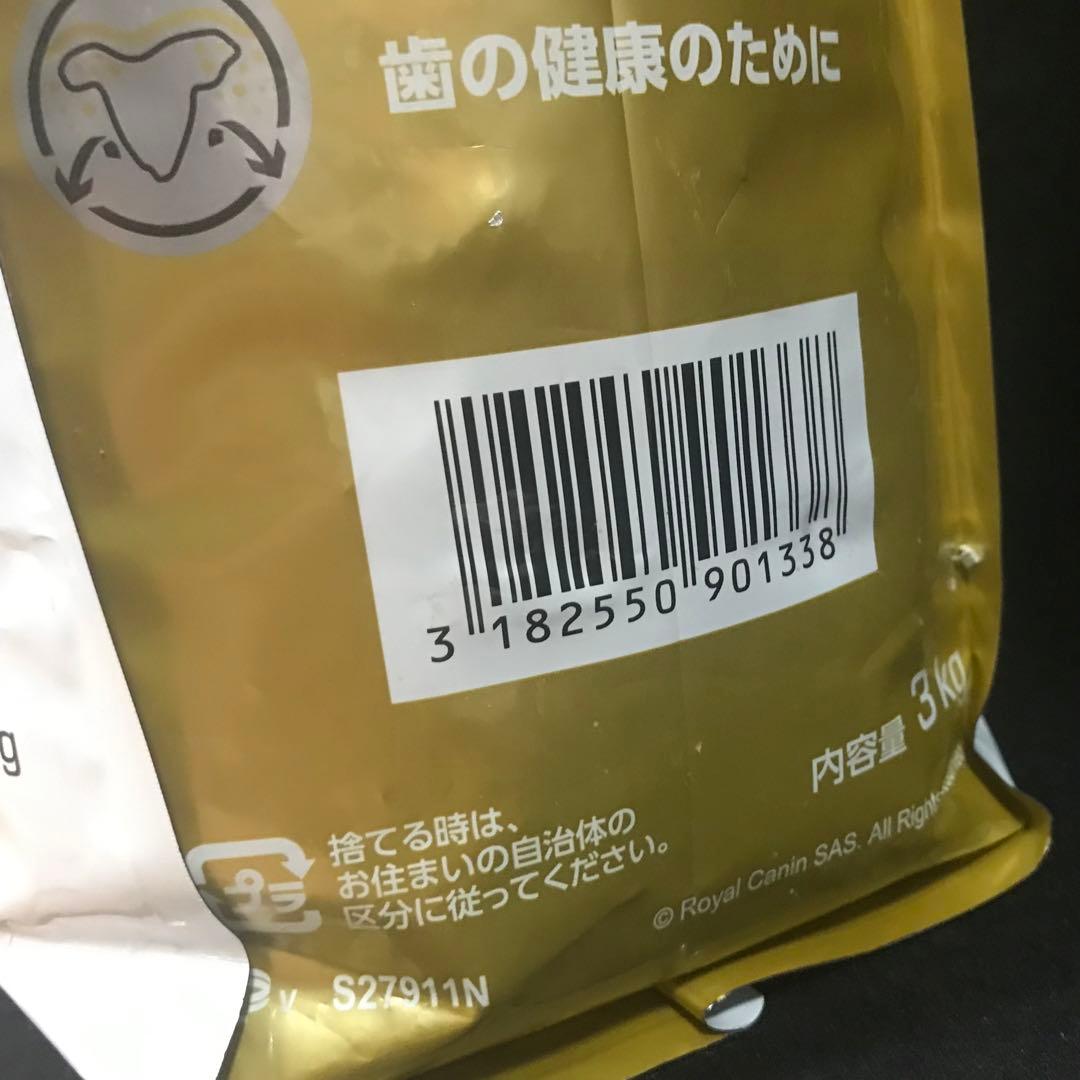 歯の健康のために
3 182550 901338
g
内容量 3kg
捨てる時は、
お住まいの自治体の
区分に従ってください。
プラ
© Royal Canin SAS. All Rights
V S27911N